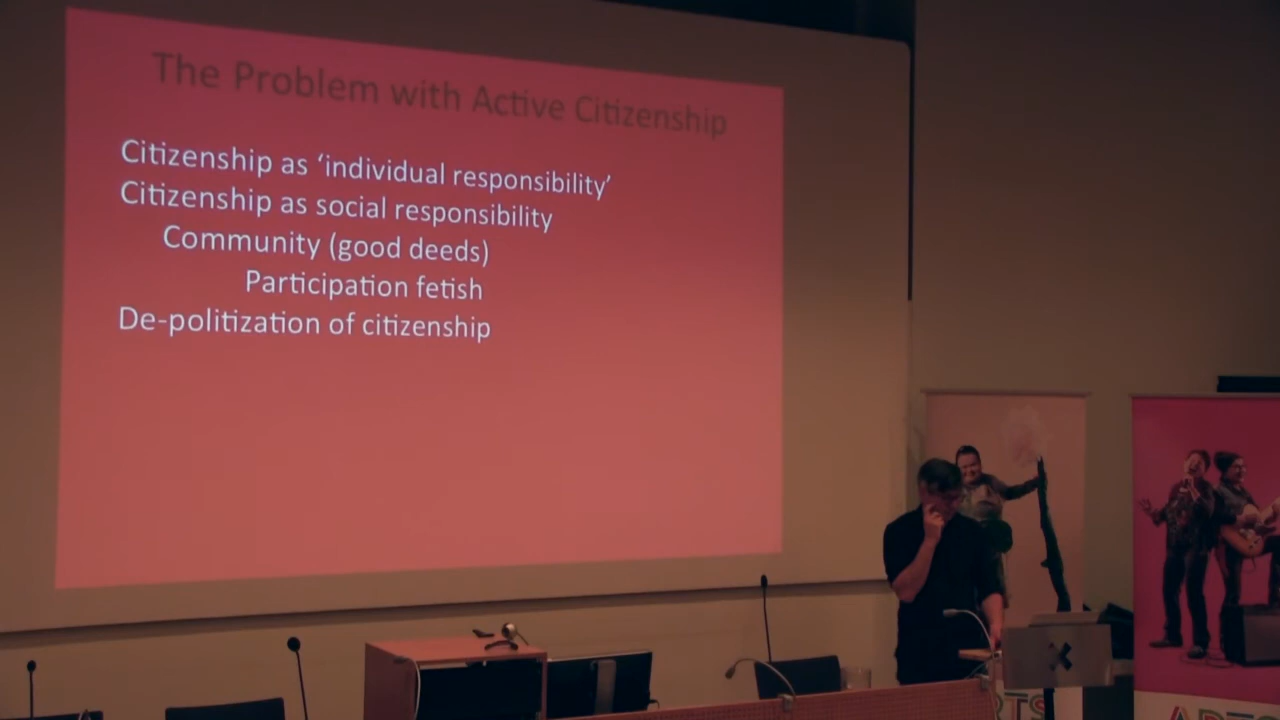 The Problem with Active Citizenship
Citizenship as ‘individual responsibility’
Citizenship as social responsibility
Community (good deeds)
Participation fetish
De-politization of citizenship